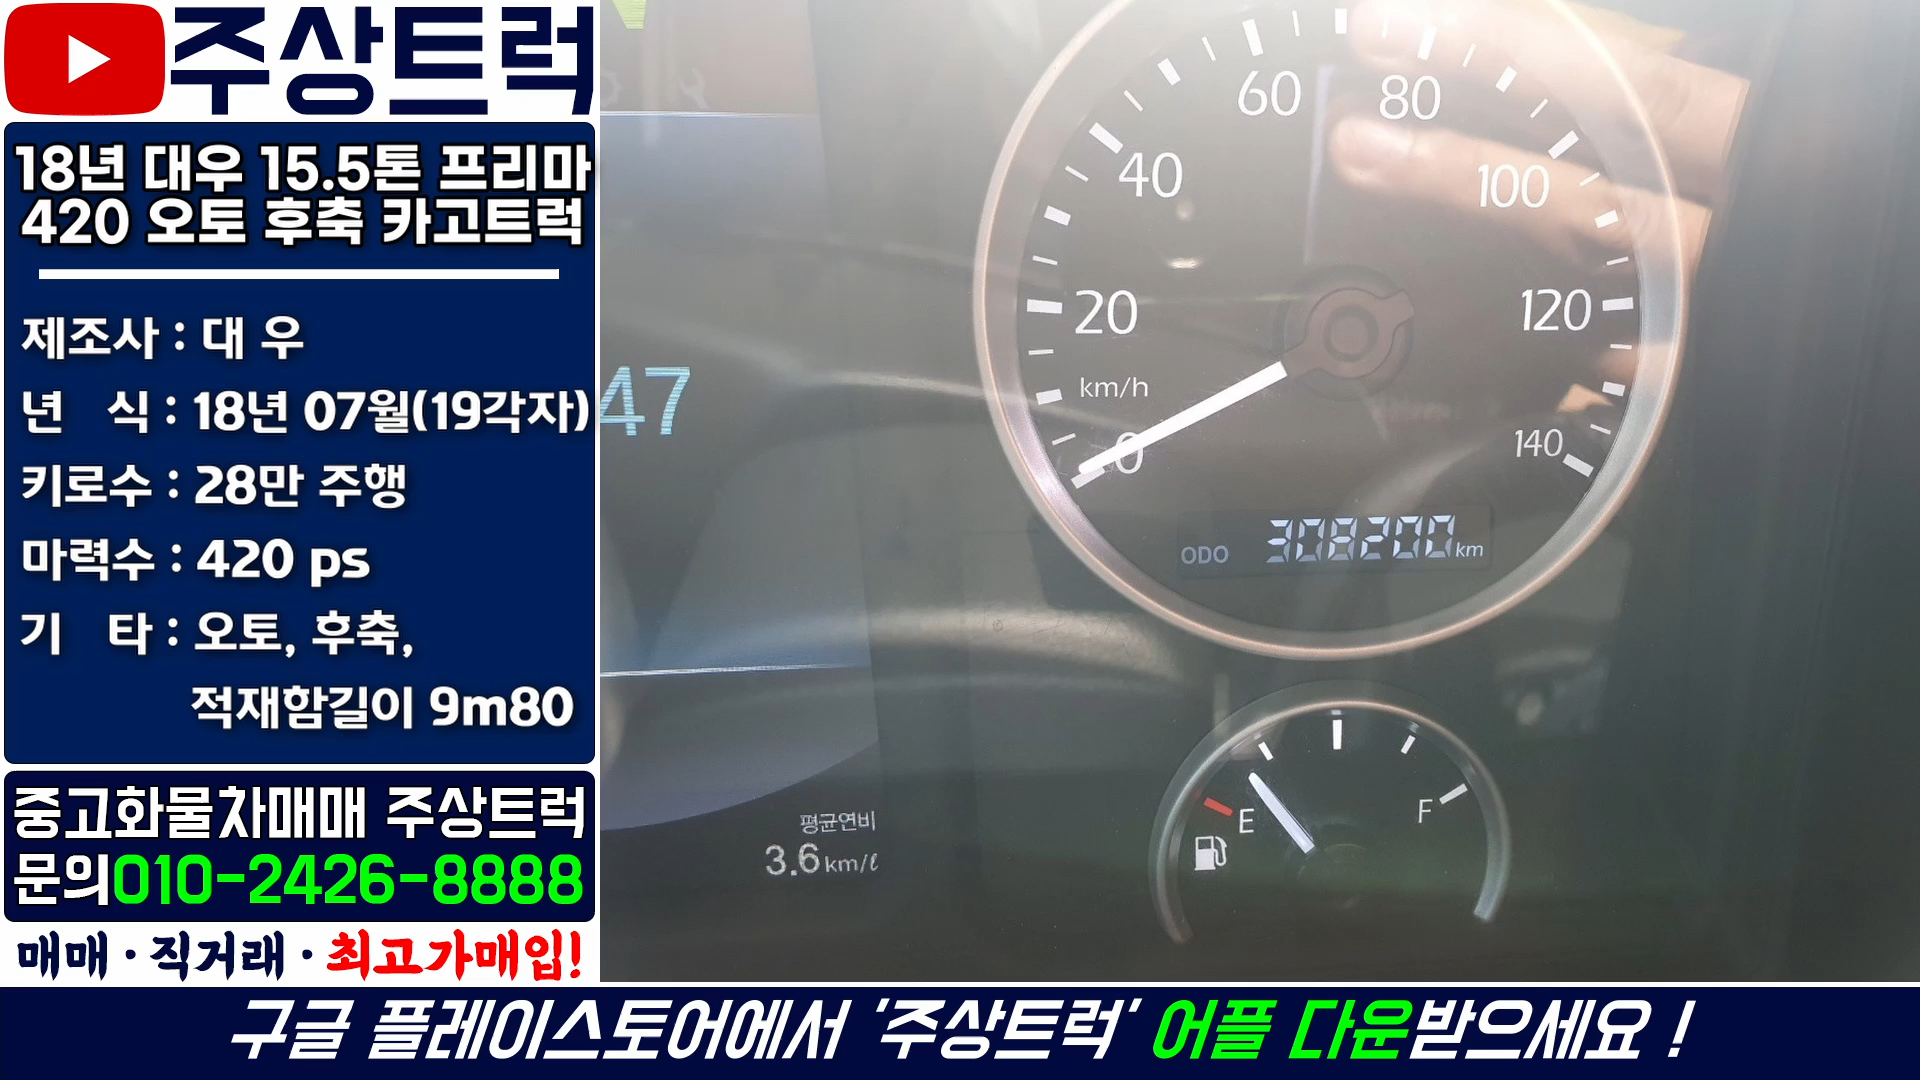 주상트럭
18년 대우 15.5톤 프리마
420 오토 후축 카고트럭
제조사 : 대 우
년 식 : 18년 07월(19각자)
키로수 : 28만 주행
마력수 : 420 ps
기 타 : 오토, 후축,
적재함길이 9m80
중고화물차매매 주상트럭
문의010-2426-8888
매매 · 직거래 · 최고가매입!
47
평균연비
3.6 km/ℓ
0
20
40
60
80
100
120
140
km/h
ODO 308200 km
E
F
구글 플레이스토어에서 '주상트럭' 어플 다운받으세요 !